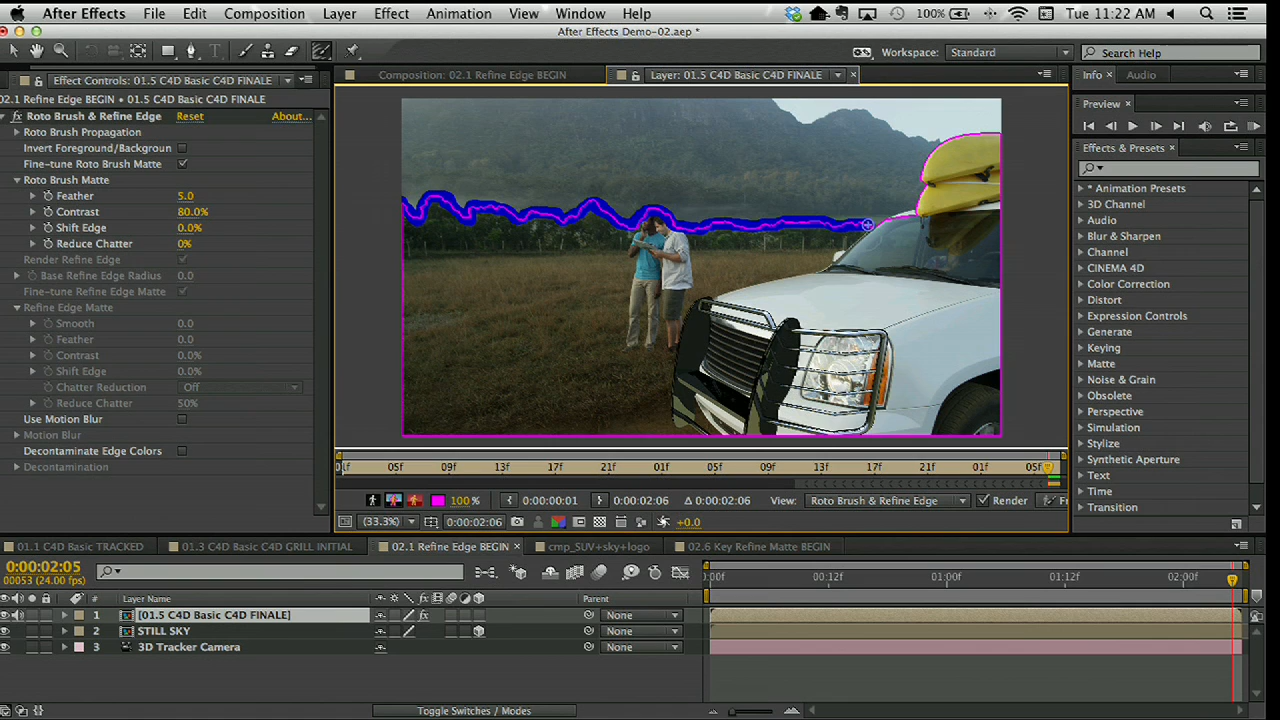 After Effects File Edit Composition Layer Effect Animation View Window Help 100% Tue 11:22 AM
After Effects Demo-02.aep *
Workspace: Standard Search Help
Effect Controls: 01.5 C4D Basic C4D FINALE Composition: 02.1 Refine Edge BEGIN Layer: 01.5 C4D Basic C4D FINALE × Info × Audio
02.1 Refine Edge BEGIN • 01.5 C4D Basic C4D FINALE
Preview ×
fx Roto Brush & Refine Edge Reset About...
Roto Brush Propagation
Invert Foreground/Backgroun
Effects & Presets ×
Fine-tune Roto Brush Matte
Roto Brush Matte
* Animation Presets
Feather 5.0
3D Channel
Contrast 80.0%
Audio
Shift Edge 0.0%
Blur & Sharpen
Reduce Chatter 0%
Channel
Render Refine Edge
CINEMA 4D
Base Refine Edge Radius 0.0
Color Correction
Fine-tune Refine Edge Matte
Distort
Refine Edge Matte
Expression Controls
Smooth 0.0
Generate
Feather 0.0
Keying
Contrast 0.0%
Matte
Shift Edge 0.0%
Noise & Grain
Chatter Reduction Off
Obsolete
Reduce Chatter 50%
Perspective
Use Motion Blur
Simulation
Motion Blur
Stylize
Decontaminate Edge Colors
Synthetic Aperture
Decontamination
Text
Time
Transition
0f 05f 09f 13f 17f 21f 01f 05f 09f 13f 17f 21f 01f 05f
100 % 0:00:00:01 0:00:02:06 Δ 0:00:02:06 View: Roto Brush & Refine Edge Render Fr
(33.3%) 0:00:02:06 +0.0
01.1 C4D Basic TRACKED 01.3 C4D Basic C4D GRILL INITIAL 02.1 Refine Edge BEGIN × cmp_SUV+sky+logo 02.6 Key Refine Matte BEGIN
0:00:02:05
00053 (24.00 fps)
:00f 00:12f 01:00f 01:12f 02:00f
# Layer Name fx Parent
1 [01.5 C4D Basic C4D FINALE] fx None
2 STILL SKY None
3 3D Tracker Camera None
Toggle Switches / Modes